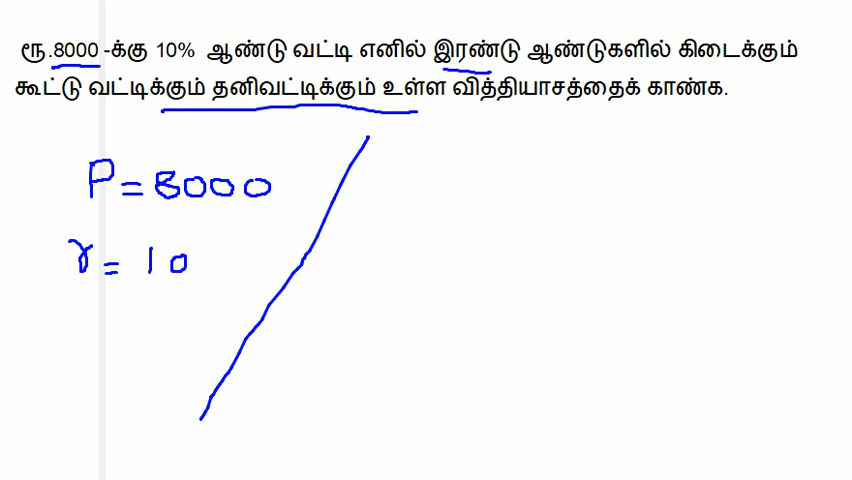 ரூ.8000 -க்கு 10% ஆண்டு வட்டி எனில் இரண்டு ஆண்டுகளில் கிடைக்கும்
கூட்டு வட்டிக்கும் தனிவட்டிக்கும் உள்ள வித்தியாசத்தைக் காண்க.
P = 8000
r = 10